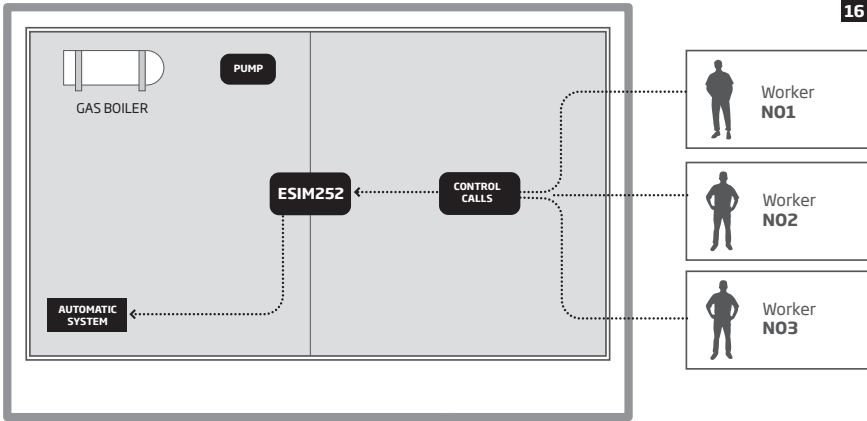 16
PUMP
GAS BOILER
Worker
NO1
ESIM252
CONTROL
CALLS
Worker
NO2
AUTOMATIC
SYSTEM
Worker
NO3